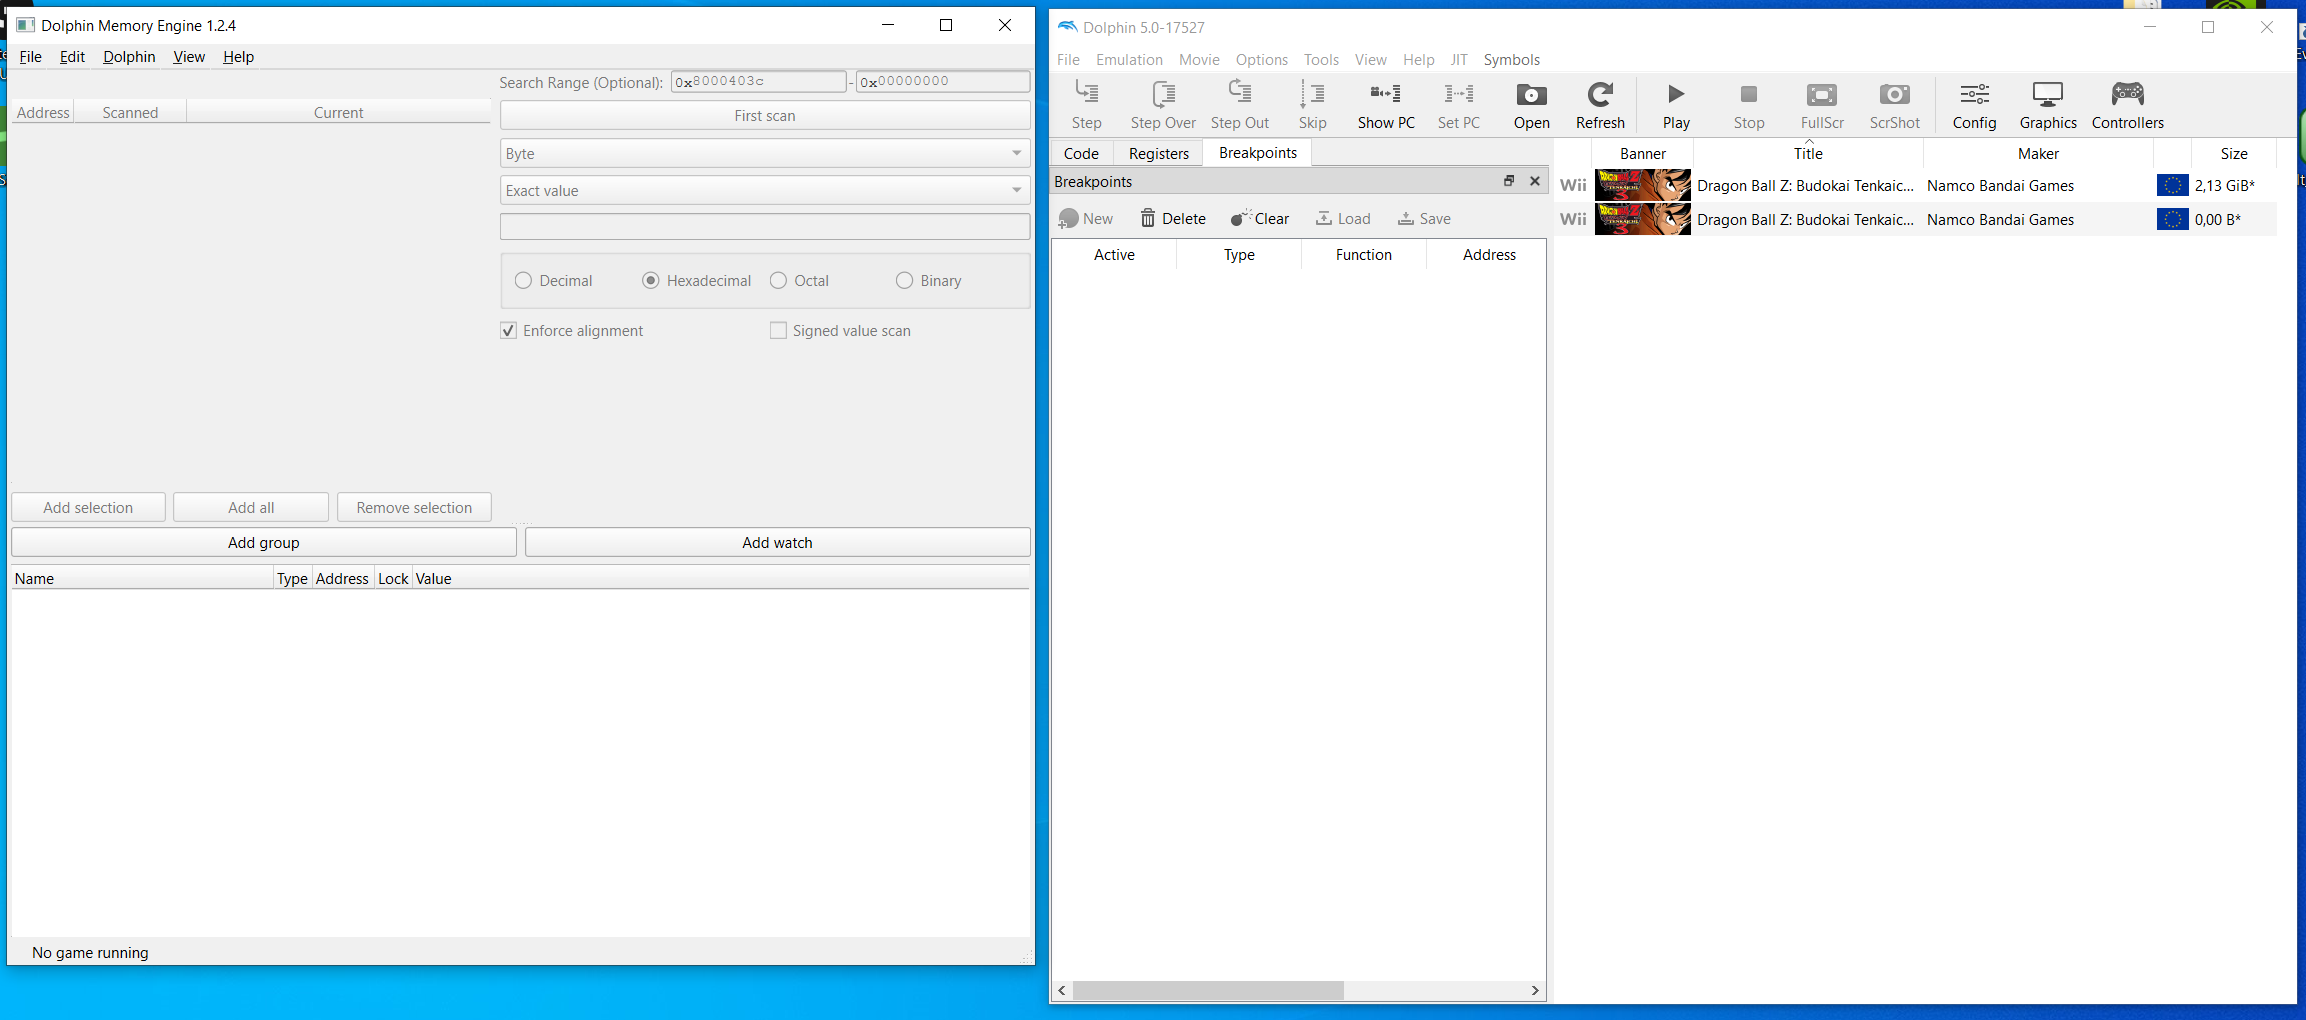 Dolphin Memory Engine 1.2.4
File Edit Dolphin View Help
Search Range (Optional): 0x8000403c - 0x00000000
Address Scanned Current
First scan
Byte
Exact value
Decimal Hexadecimal Octal Binary
Enforce alignment Signed value scan
Add selection Add all Remove selection
Add group Add watch
Name Type Address Lock Value
No game running
Dolphin 5.0-17527
File Emulation Movie Options Tools View Help JIT Symbols
Step Step Over Step Out Skip Show PC Set PC Open Refresh Play Stop FullScr ScrShot Config Graphics Controllers
Code Registers Breakpoints
Breakpoints
New Delete Clear Load Save
Active Type Function Address
Banner Title Maker Size
Wii Dragon Ball Z: Budokai Tenkaic... Namco Bandai Games 2,13 GiB*
Wii Dragon Ball Z: Budokai Tenkaic... Namco Bandai Games 0,00 B*